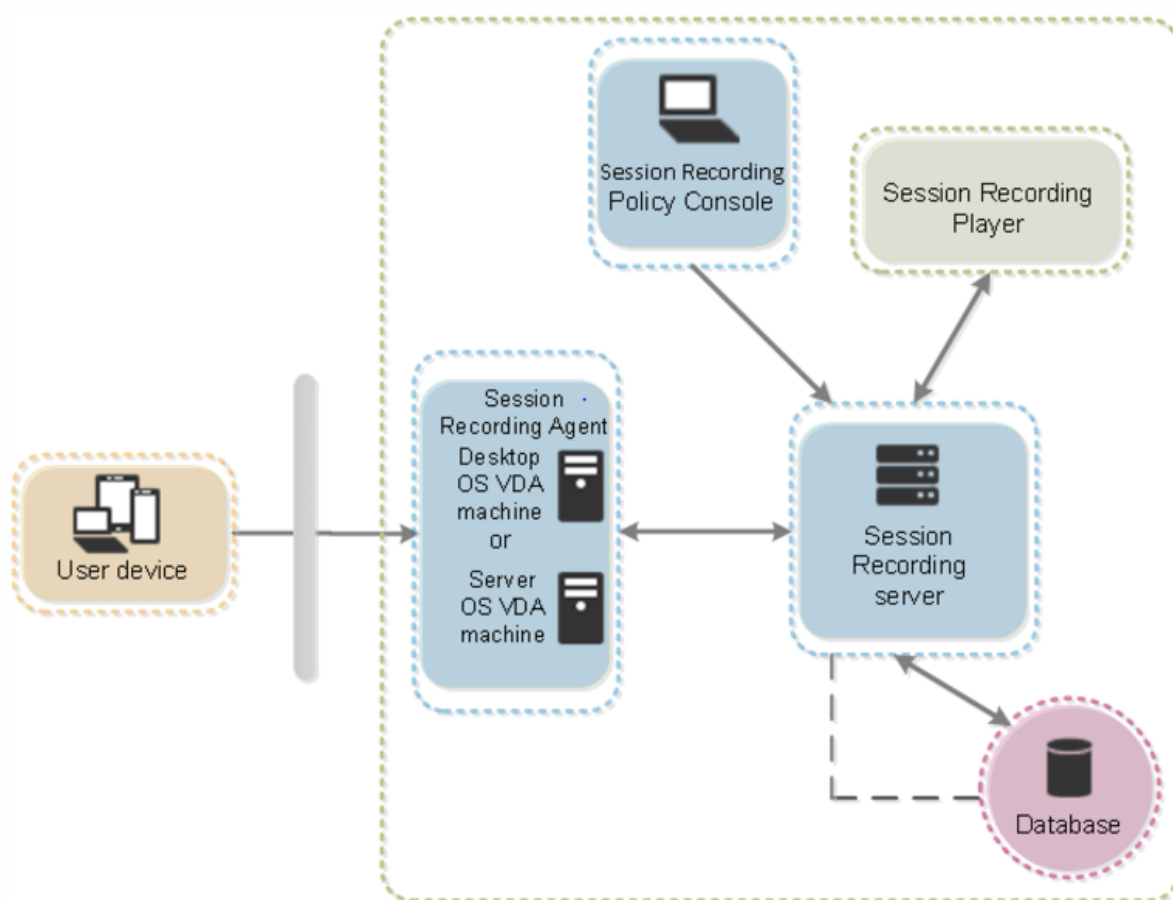 Session Recording
Policy Console
Session Recording
Player
Session
Recording Agent
Desktop
OS VDA
machine
or
Server
OS VDA
machine
User device
Session
Recording
server
Database